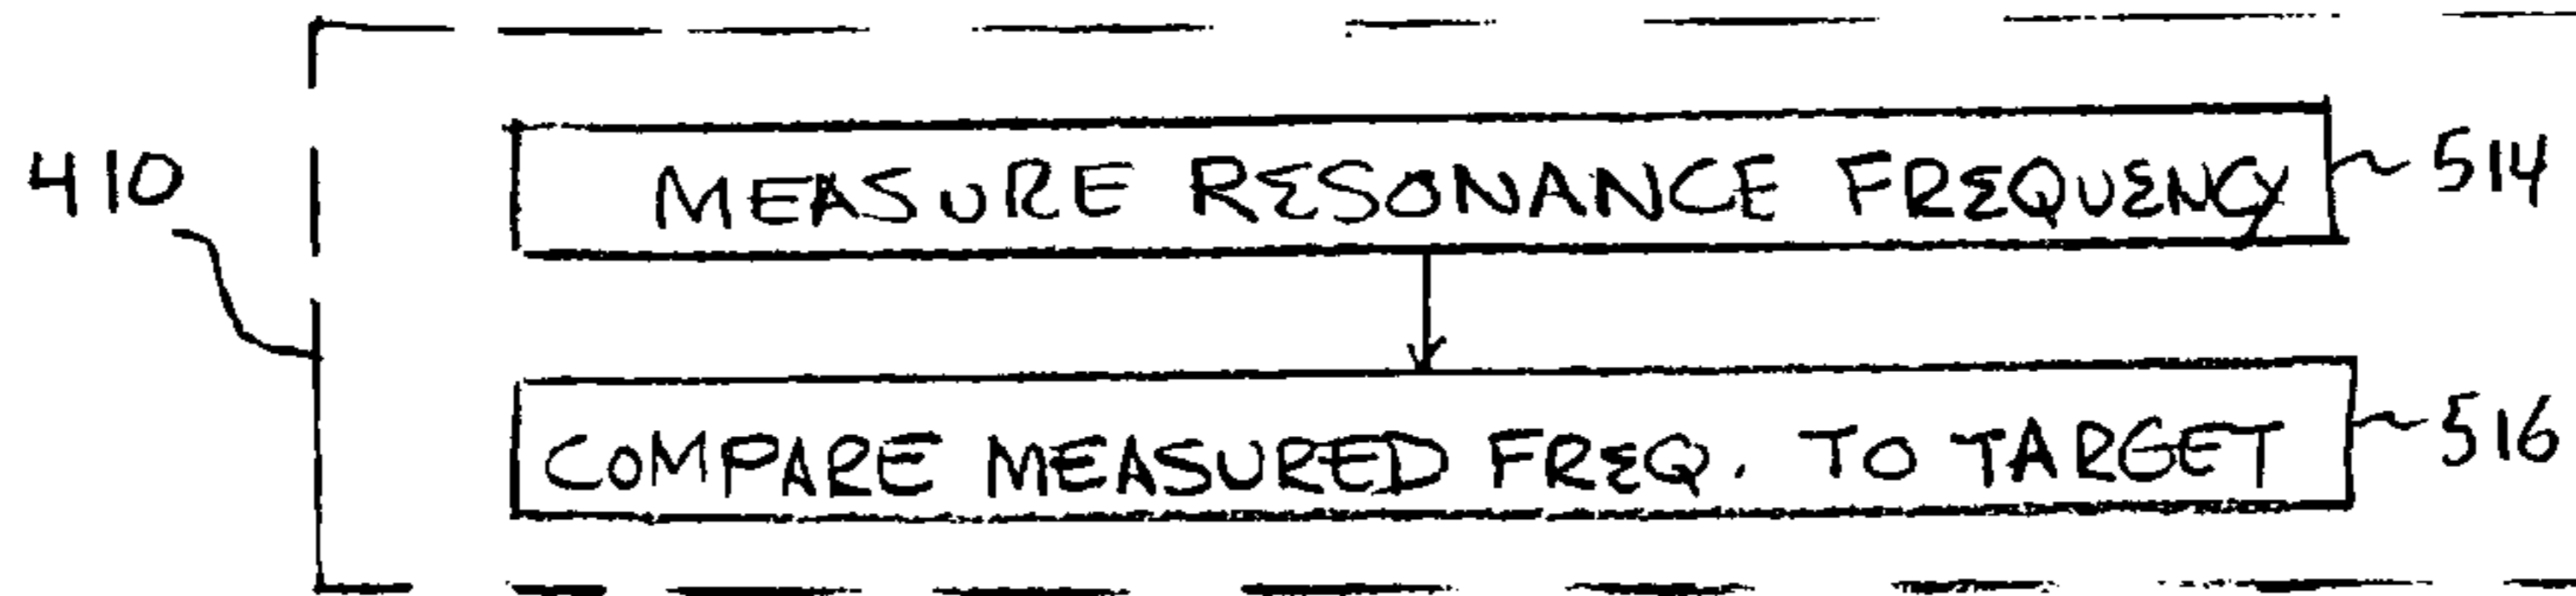 MEASURE RESONANCE FREQUENCY 514
410
COMPARE MEASURED FREQ. TO TARGET 516